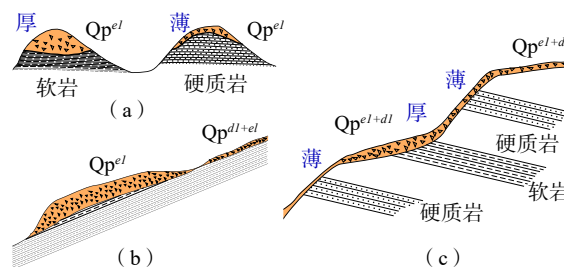 厚
Qp^{el}
薄
Qp^{el}
软岩
硬质岩
(a)
Qp^{el}
Qp^{dl+el}
(b)
Qp^{el+d
薄
硬质岩
Qp^{el+dl}
厚
薄
软岩
硬质岩
(c)